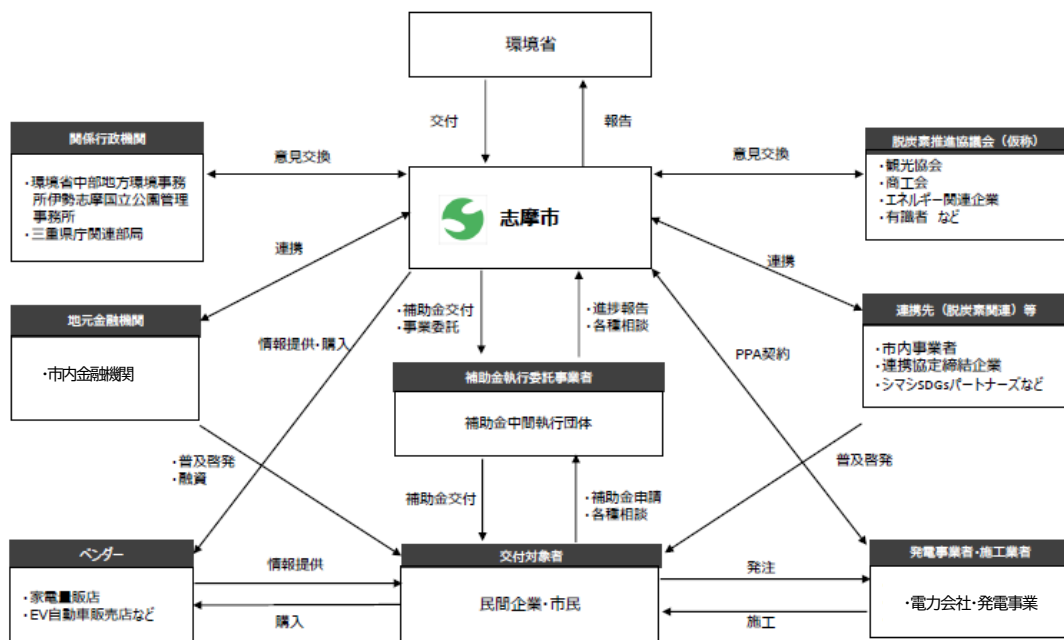 環境省
交付
報告
関係行政機関
・環境省中部地方環境事務
所伊勢志摩国立公園管理
事務所
・三重県庁関連部局
意見交換
志摩市
意見交換
脱炭素推進協議会（仮称）
・観光協会
・商工会
・エネルギー関連企業
・有識者 など
連携
連携
地元金融機関
・市内金融機関
情報提供・購入
・補助金交付
・事業委託
・進捗報告
・各種相談
PPA契約
連携先（脱炭素関連）等
・市内事業者
・連携協定締結企業
・シマシSDGsパートナーズなど
補助金執行委託事業者
補助金中間執行団体
・普及啓発
・融資
補助金交付
・補助金申請
・各種相談
普及啓発
ベンダー
・家電量販店
・EV自動車販売店など
情報提供
購入
交付対象者
民間企業・市民
発注
施工
発電事業者・施工業者
・電力会社・発電事業